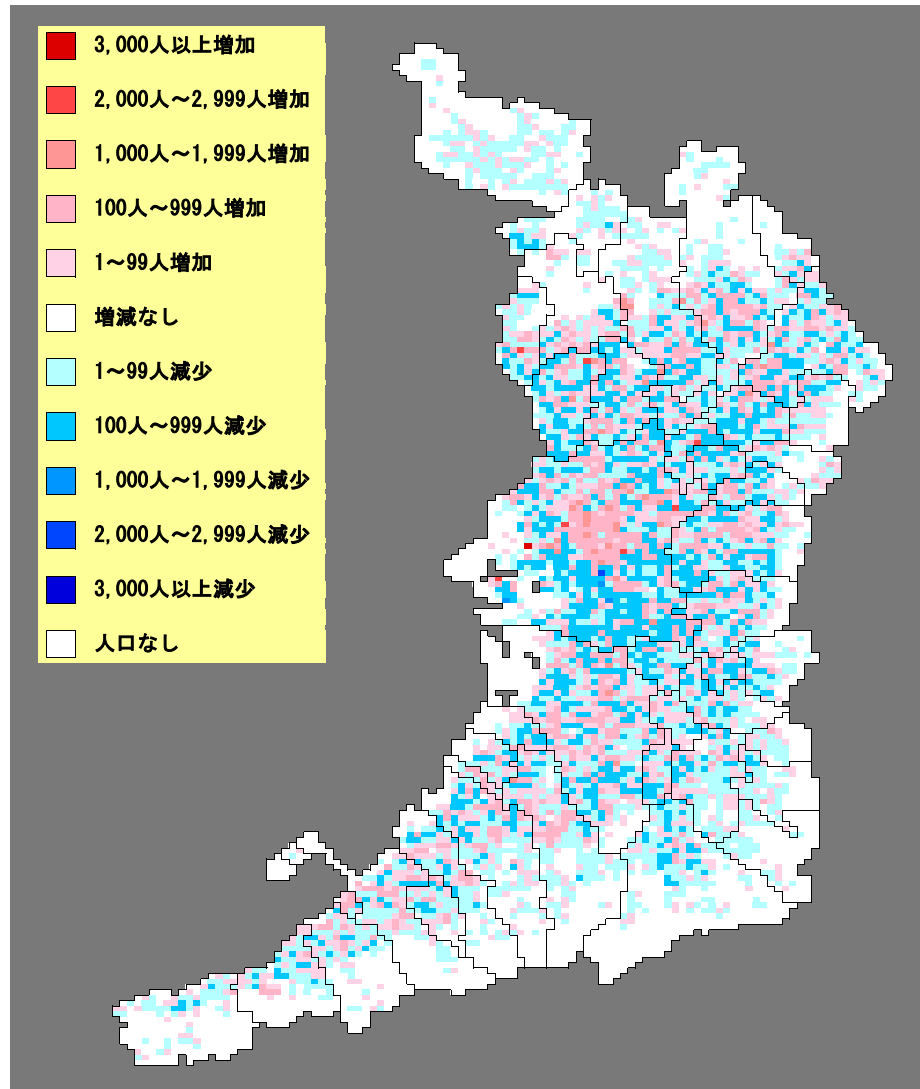 3,000人以上増加
2,000人～2,999人増加
1,000人～1,999人増加
100人～999人増加
1～99人増加
増減なし
1～99人減少
100人～999人減少
1,000人～1,999人減少
2,000人～2,999人減少
3,000人以上減少
人口なし